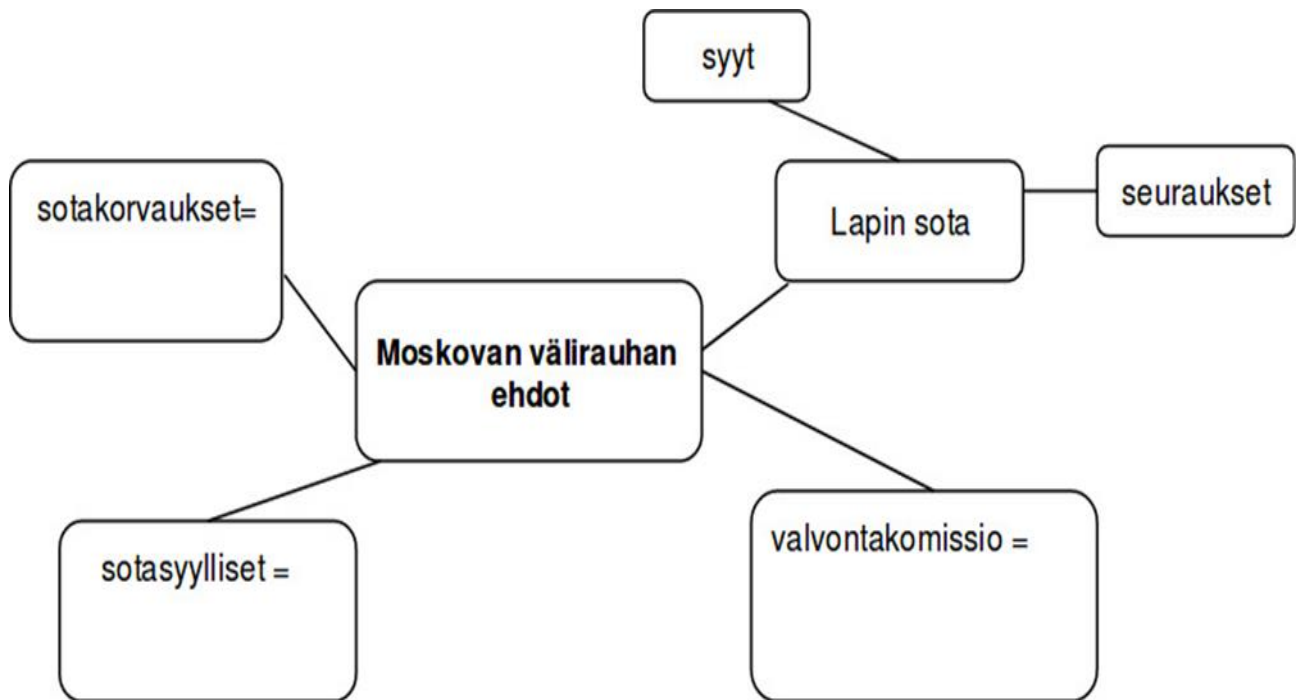 syyt
sotakorvaukset=
Lapin sota
seuraukset
Moskovan välirauhan
ehdot
sotasyylliset =
valvontakomissio =